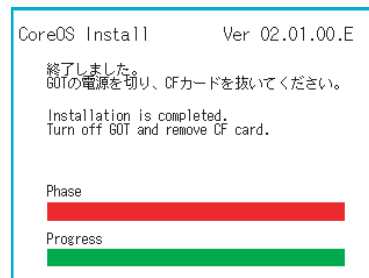 CoreOS Install Ver 02.01.00.E
終了しました。
GOTの電源を切り、CFカードを抜いてください。
Installation is completed.
Turn off GOT and remove CF card.
Phase
Progress